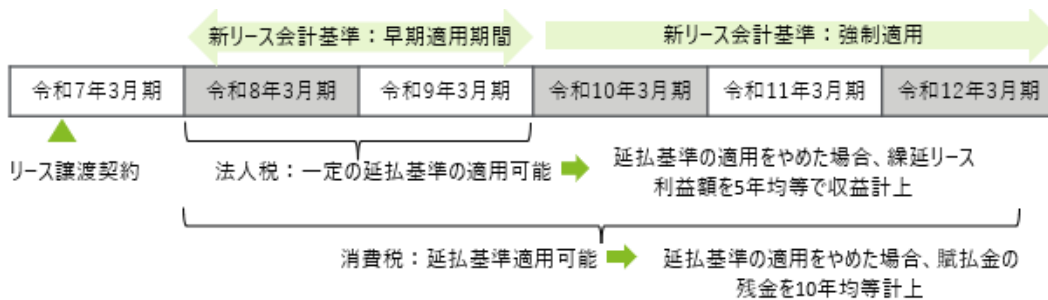 新リース会計基準：早期適用期間
新リース会計基準：強制適用
令和7年3月期
令和8年3月期
令和9年3月期
令和10年3月期
令和11年3月期
令和12年3月期
リース譲渡契約
法人税：一定の延払基準の適用可能
延払基準の適用をやめた場合、繰延リース
利益額を5年均等で収益計上
消費税：延払基準適用可能
延払基準の適用をやめた場合、賦払金の
残金を10年均等計上